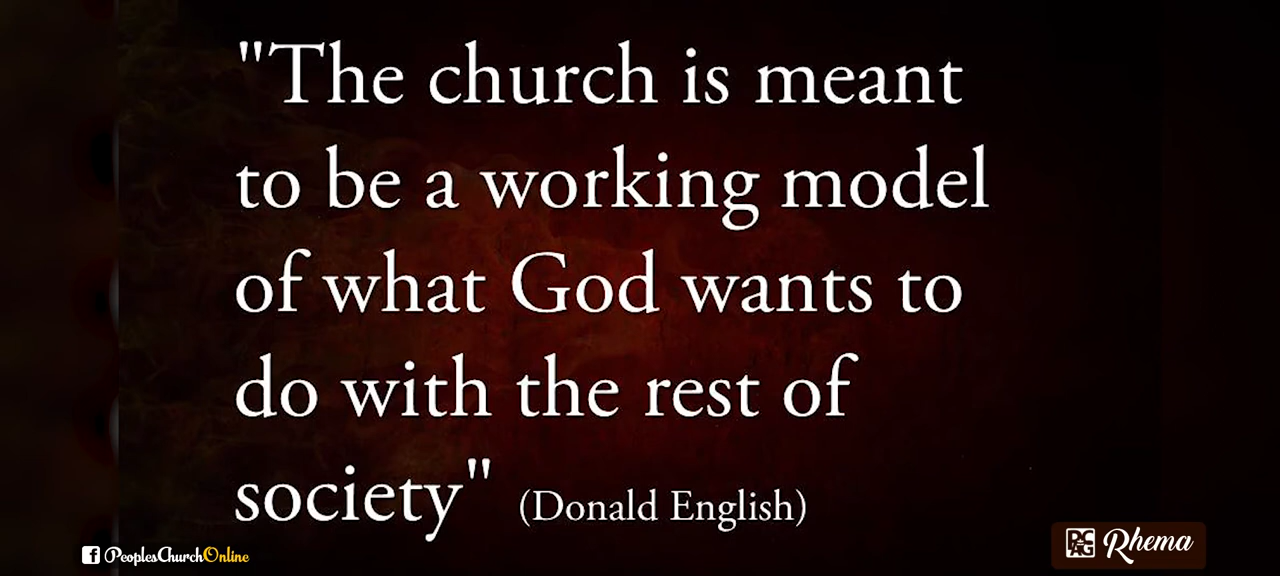 "The church is meant
to be a working model
of what God wants to
do with the rest of
society" (Donald English)
f PeoplesChurchOnline
PCAG Rhema